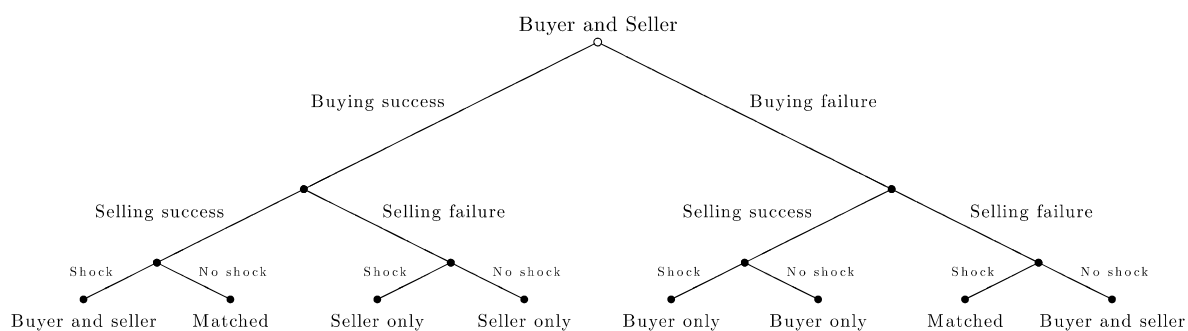 Buyer and Seller
Buying success
Buying failure
Selling success
Selling failure
Selling success
Selling failure
Shock
No shock
Shock
No shock
Shock
No shock
Shock
No shock
Buyer and seller
Matched
Seller only
Seller only
Buyer only
Buyer only
Matched
Buyer and seller